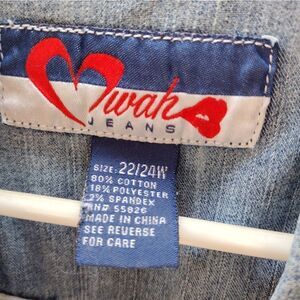 Mwah
JEANS
SIZE: 22/24W
80% COTTON
18% POLYESTER
2% SPANDEX
RN# 55826
MADE IN CHINA
SEE REVERSE
FOR CARE